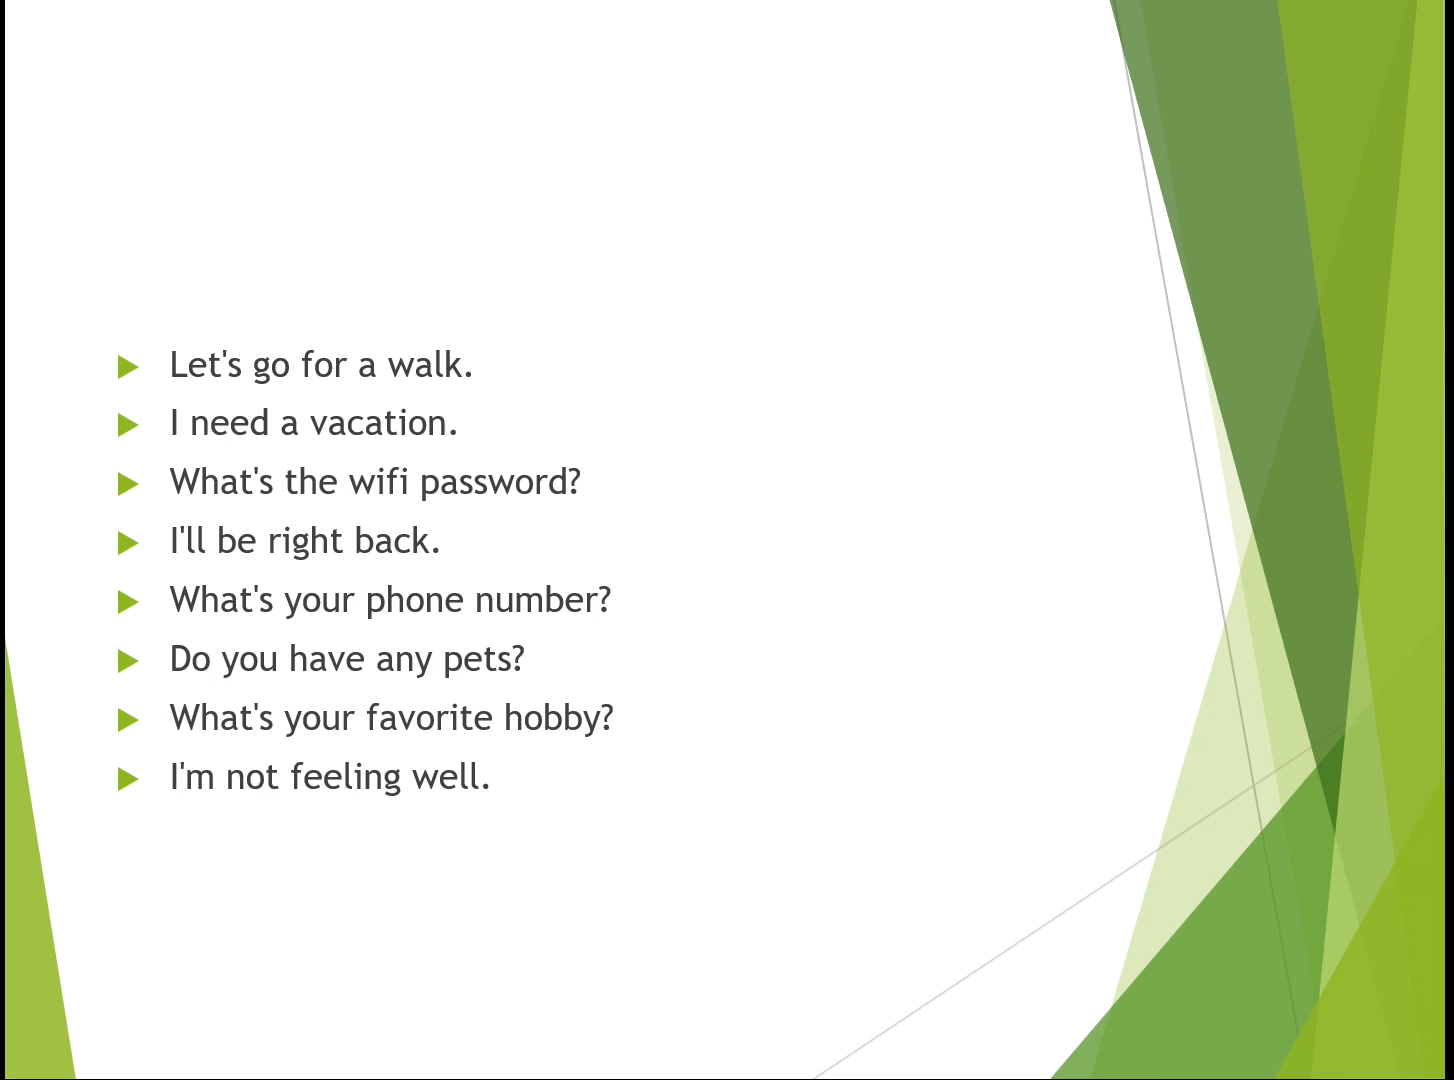 Let's go for a walk.
I need a vacation.
What's the wifi password?
I'll be right back.
What's your phone number?
Do you have any pets?
What's your favorite hobby?
I'm not feeling well.